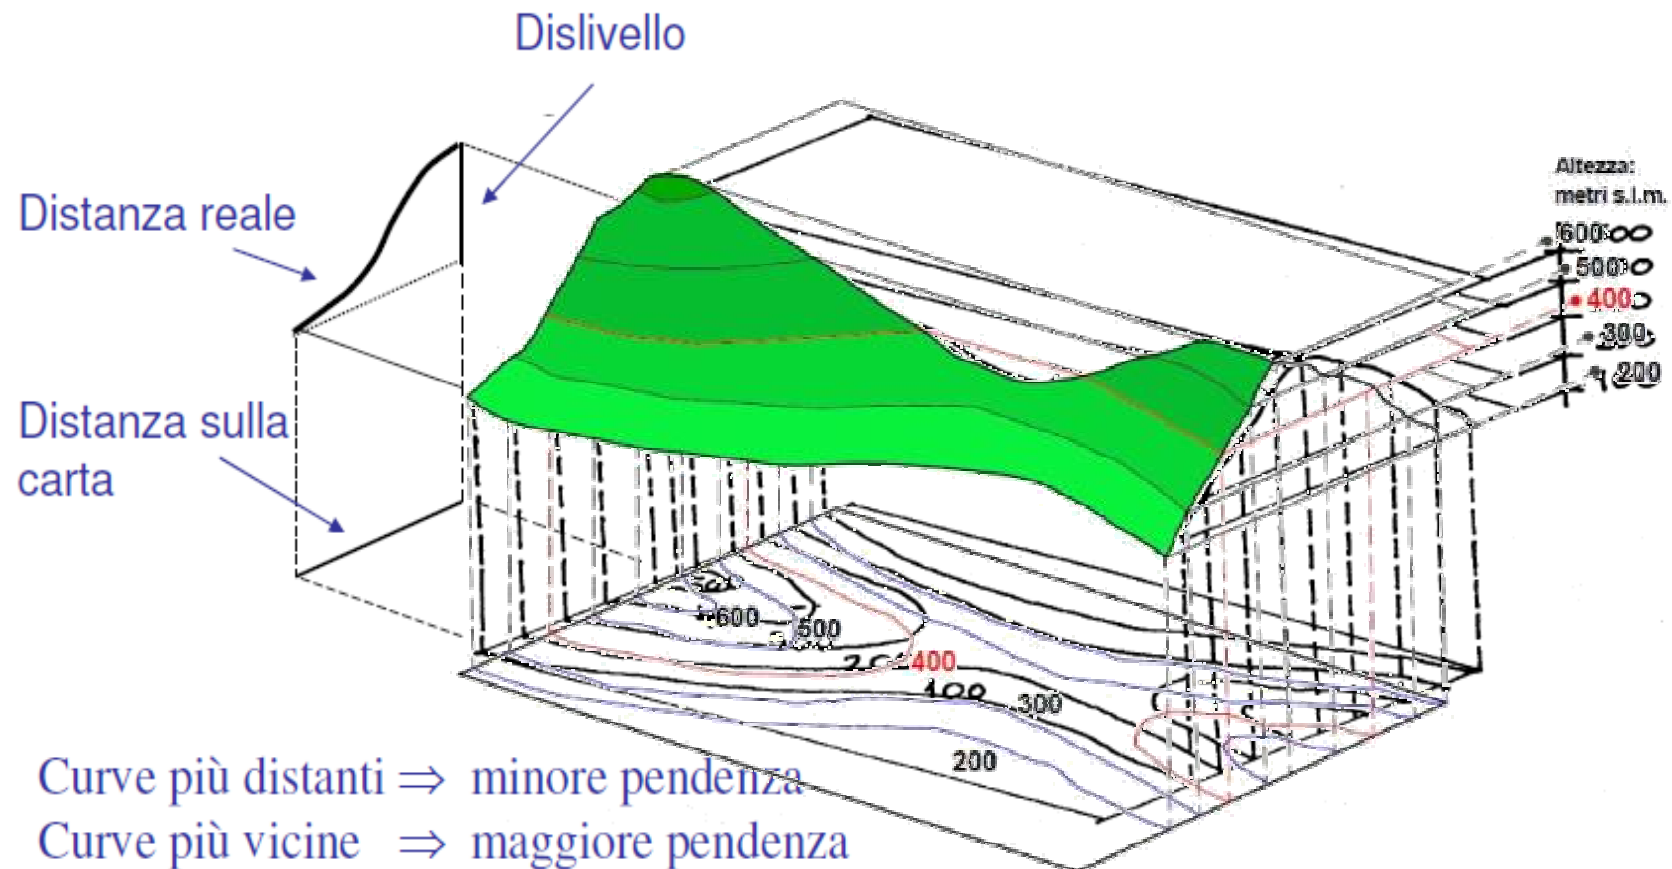 Dislivello
Distanza reale
Distanza sulla
carta
Altezza:
metri s.l.m.
600
500
400
300
200
600
500
400
100
300
200
Curve più distanti ⇒ minore pendenza
Curve più vicine ⇒ maggiore pendenza